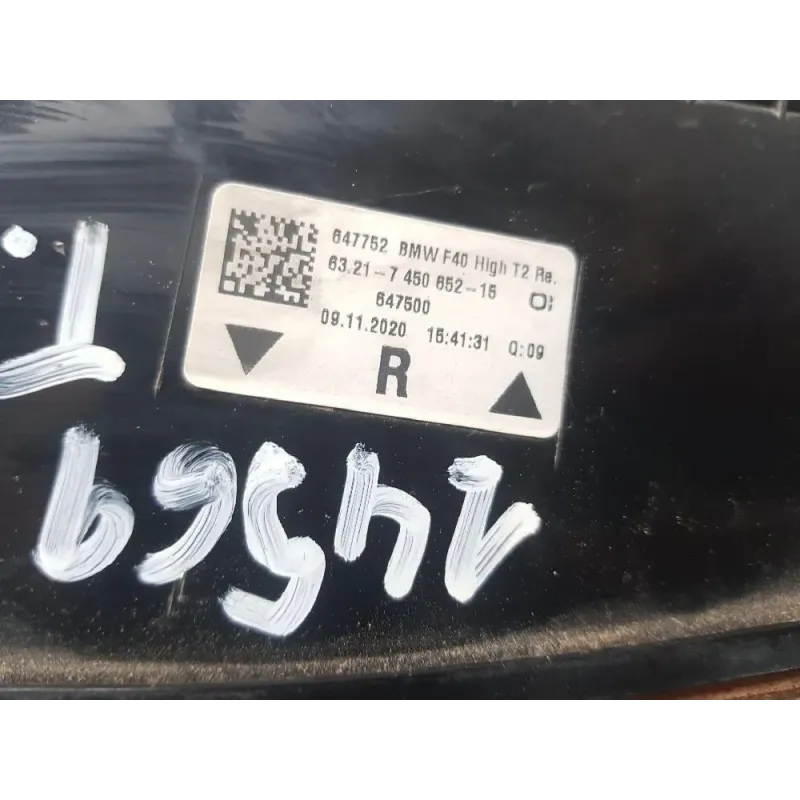 647752 BMW F40 High T2 Re.
63.21-7 450 652-15
647500
09.11.2020 15:41:31 Q:09
R
14569